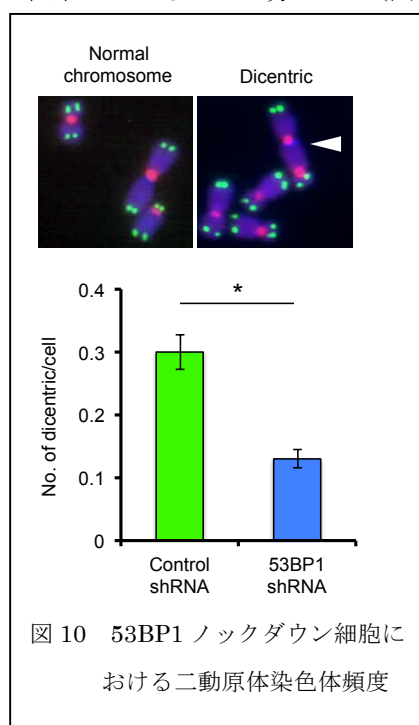 Normal
chromosome
Dicentric
*
No. of dicentric/cell
0.4
0.3
0.2
0.1
0
Control
shRNA
53BP1
shRNA
図 10 53BP1 ノックダウン細胞に
おける二動原体染色体頻度